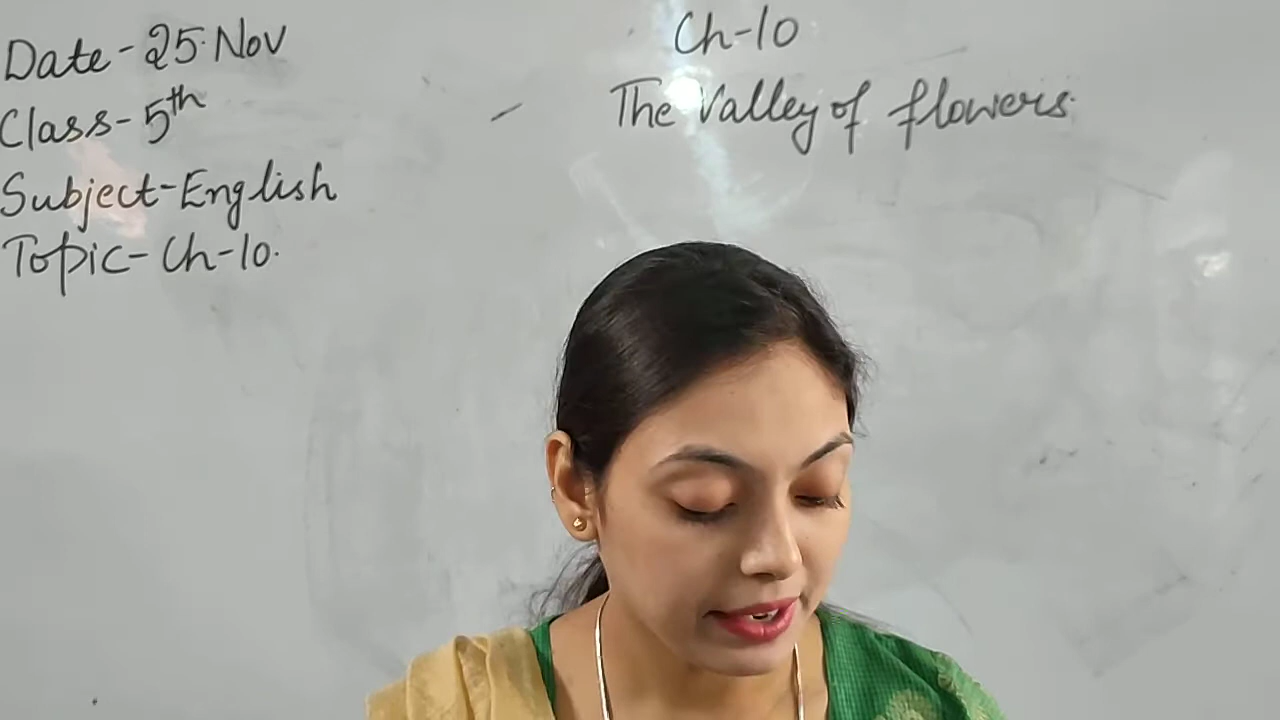 Date-25 Nov
Class-5th
Subject-English
Topic-Ch-10.
Ch-10
The Valley of flowers.